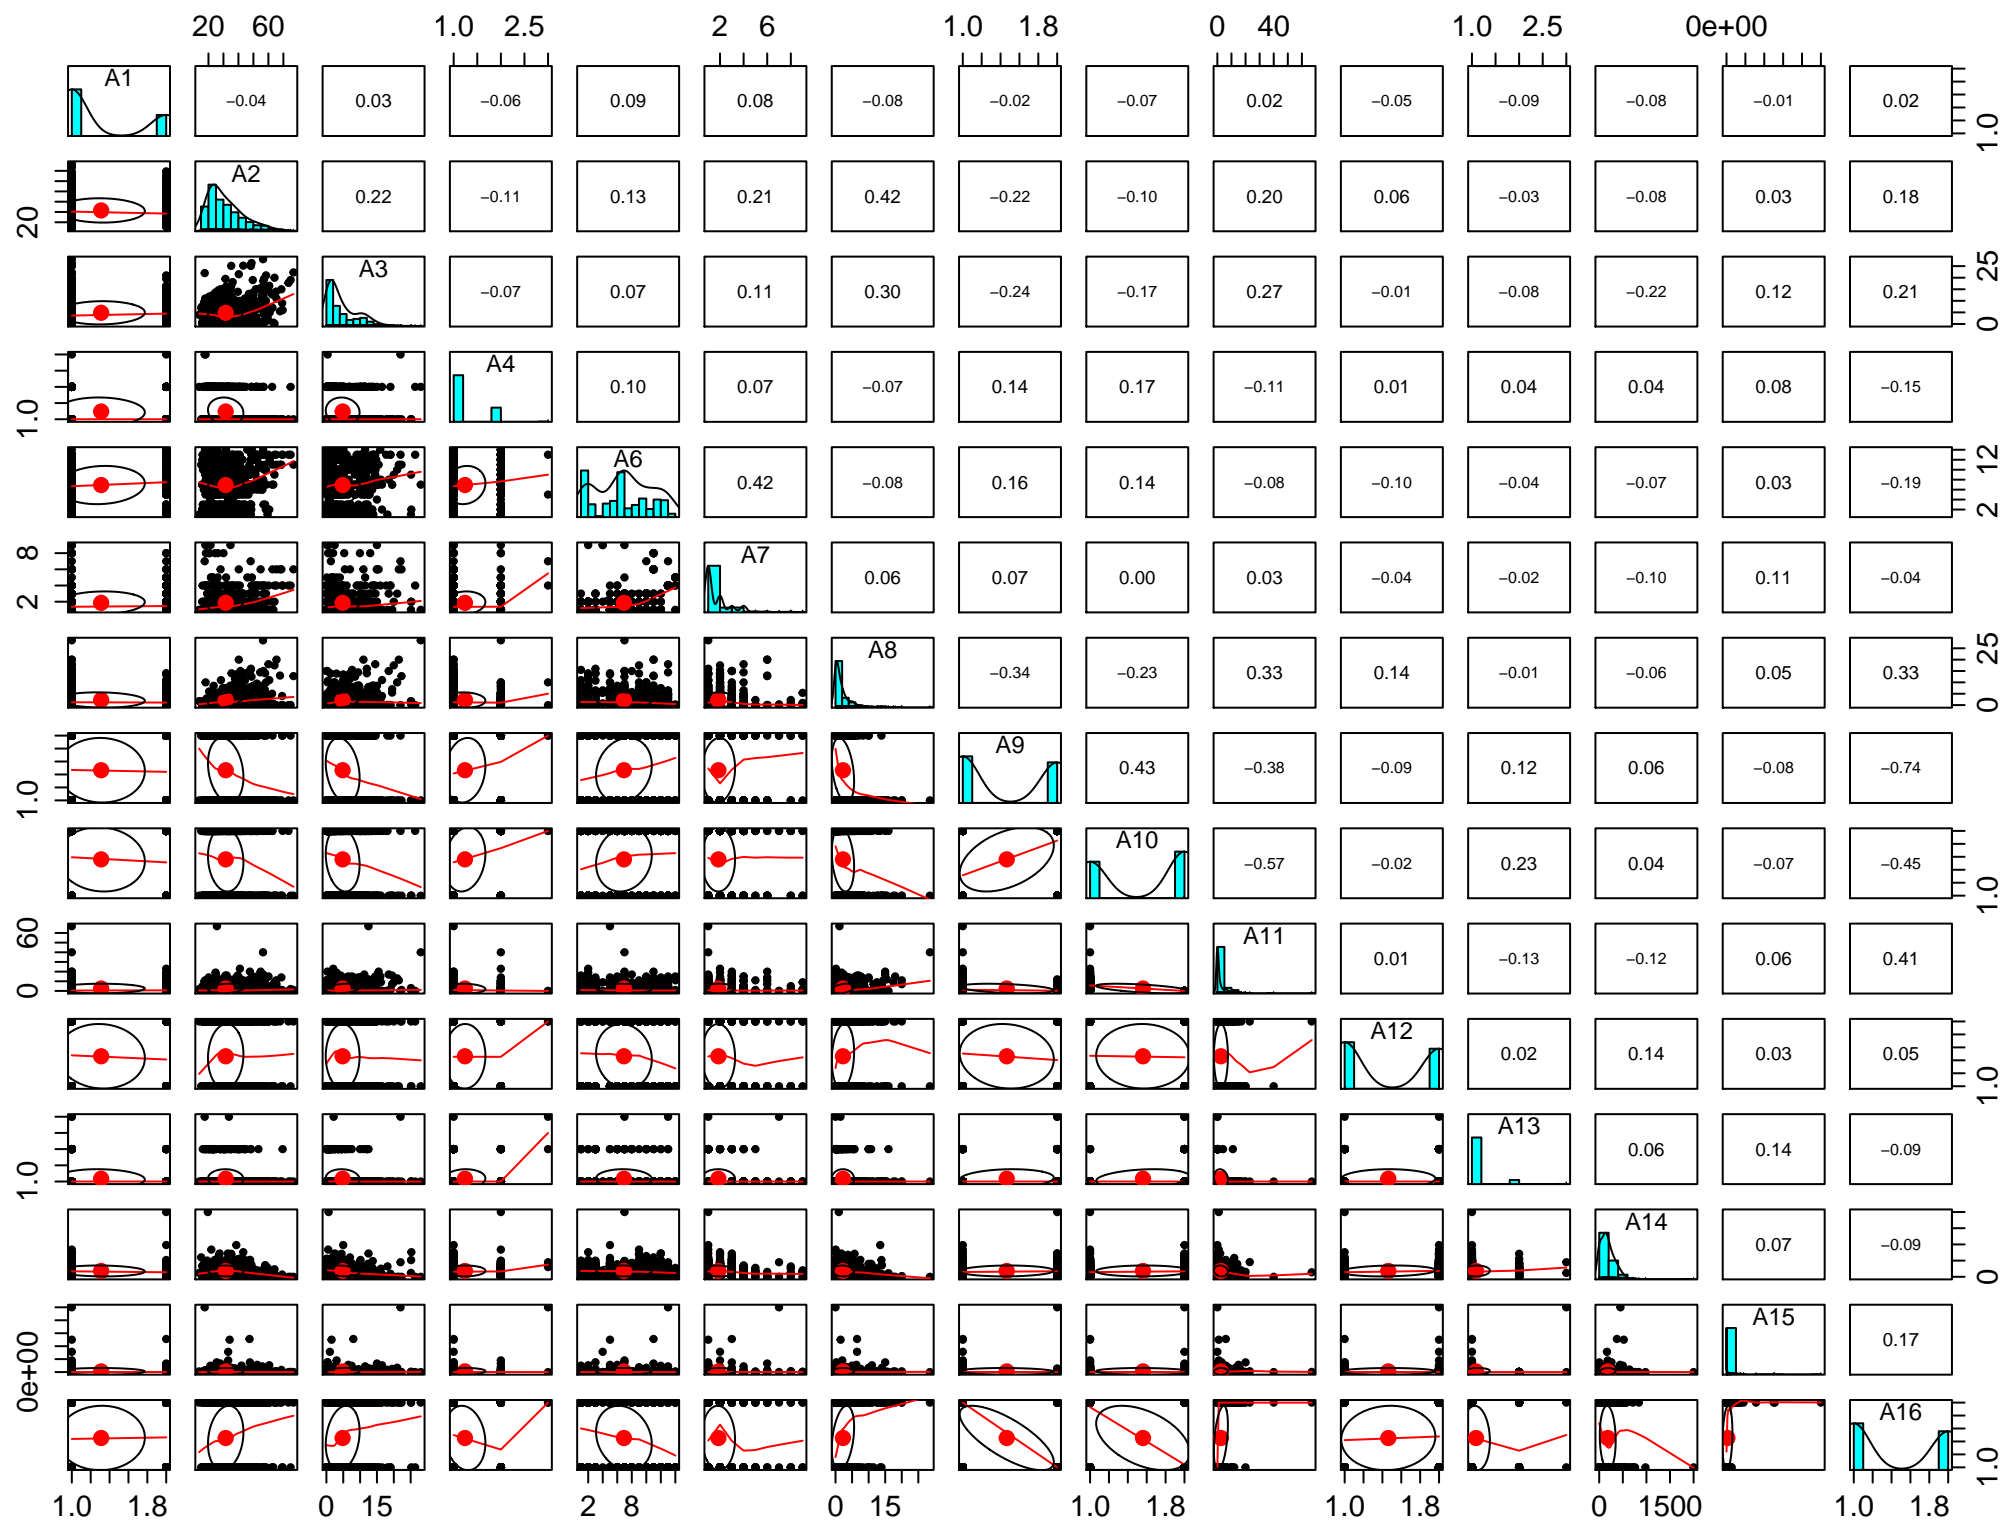 20 60 1.0 2.5 2 6 1.0 1.8 0 40 1.0 2.5 0e+00
A1 −0.04 0.03 −0.06 0.09 0.08 −0.08 −0.02 −0.07 0.02 −0.05 −0.09 −0.08 −0.01 0.02 1.0
20 A2 0.22 −0.11 0.13 0.21 0.42 −0.22 −0.10 0.20 0.06 −0.03 −0.08 0.03 0.18
A3 −0.07 0.07 0.11 0.30 −0.24 −0.17 0.27 −0.01 −0.08 −0.22 0.12 0.21 0 25
1.0 A4 0.10 0.07 −0.07 0.14 0.17 −0.11 0.01 0.04 0.04 0.08 −0.15
A6 0.42 −0.08 0.16 0.14 −0.08 −0.10 −0.04 −0.07 0.03 −0.19 2 12
2 8 A7 0.06 0.07 0.00 0.03 −0.04 −0.02 −0.10 0.11 −0.04
A8 −0.34 −0.23 0.33 0.14 −0.01 −0.06 0.05 0.33 0 25
1.0 A9 0.43 −0.38 −0.09 0.12 0.06 −0.08 −0.74
A10 −0.57 −0.02 0.23 0.04 −0.07 −0.45 1.0
0 60 A11 0.01 −0.13 −0.12 0.06 0.41
A12 0.02 0.14 0.03 0.05 1.0
1.0 A13 0.06 0.14 −0.09
A14 0.07 −0.09 0
0e+00 A15 0.17
A16 1.0
1.0 1.8 0 15 2 8 0 15 1.0 1.8 1.0 1.8 0 1500 1.0 1.8